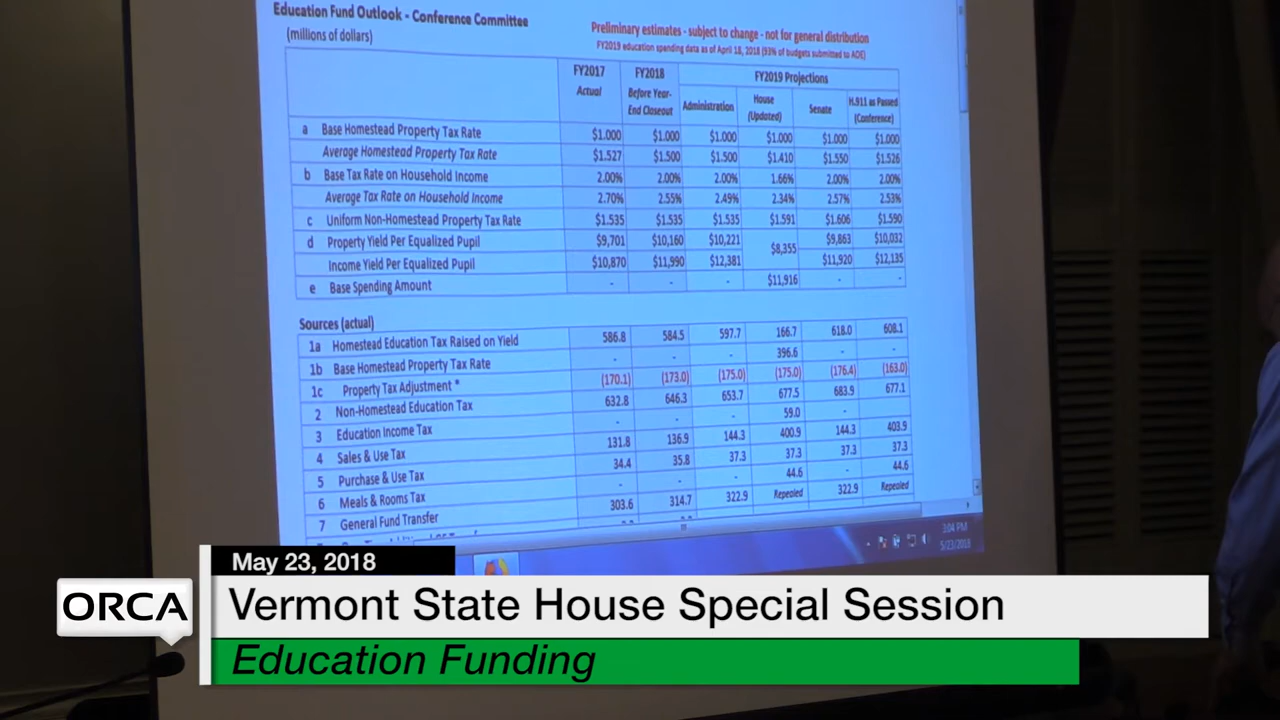 Education Fund Outlook - Conference Committee
(millions of dollars)
Preliminary estimates - subject to change - not for general distribution
FY2019 education spending data as of April 18, 2018 (93% of budgets submitted to AOE)
FY2017 FY2018 FY2019 Projections
Actual Before Year-End Closeout Administration House (Updated) Senate H.911 as Passed (Conference)
a Base Homestead Property Tax Rate $1.000 $1.000 $1.000 $1.000 $1.000 $1.000
Average Homestead Property Tax Rate $1.527 $1.500 $1.500 $1.410 $1.550 $1.526
b Base Tax Rate on Household Income 2.00% 2.00% 2.00% 1.66% 2.00% 2.00%
Average Tax Rate on Household Income 2.70% 2.55% 2.49% 2.34% 2.57% 2.53%
c Uniform Non-Homestead Property Tax Rate $1.535 $1.535 $1.535 $1.591 $1.606 $1.590
d Property Yield Per Equalized Pupil $9,701 $10,160 $10,221 $8,355 $9,863 $10,032
Income Yield Per Equalized Pupil $10,870 $11,990 $12,381 $11,920 $12,135
e Base Spending Amount - - - $11,916 - -
Sources (actual)
1a Homestead Education Tax Raised on Yield 586.8 584.5 597.7 166.7 618.0 608.1
1b Base Homestead Property Tax Rate - - - 396.6 - -
1c Property Tax Adjustment * (170.1) (173.0) (175.0) (175.0) (176.4) (163.0)
2 Non-Homestead Education Tax 632.8 646.3 653.7 677.5 683.9 677.1
3 Education Income Tax - - - 59.0 -
4 Sales & Use Tax 131.8 136.9 144.3 400.9 144.3 403.9
5 Purchase & Use Tax 34.4 35.8 37.3 37.3 37.3 37.3
6 Meals & Rooms Tax - - - 44.6 - 44.6
7 General Fund Transfer 303.6 314.7 322.9 Repealed 322.9 Repealed
3:04 PM
5/23/2018
May 23, 2018
ORCA
Vermont State House Special Session
Education Funding